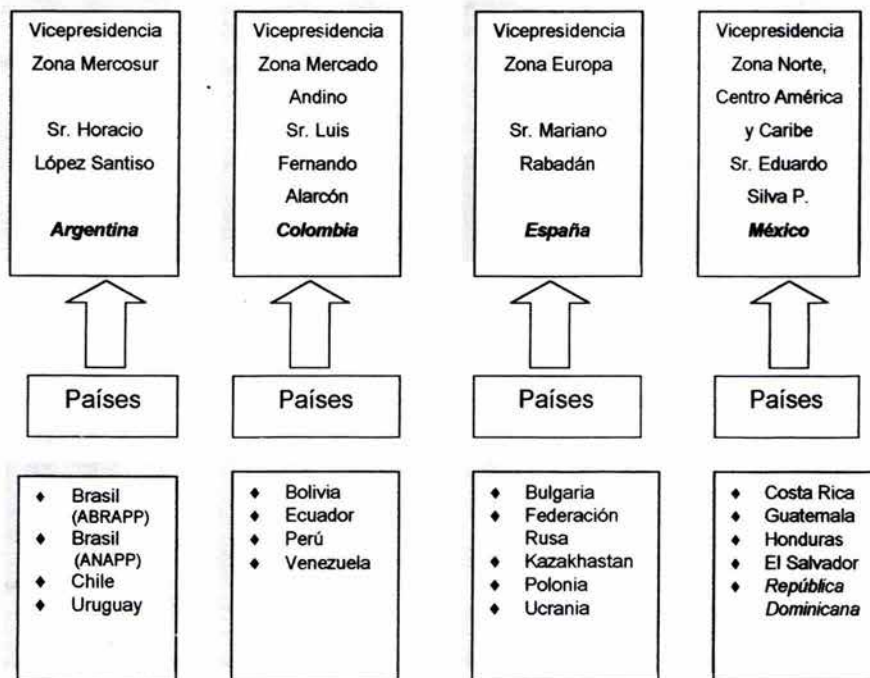 Vicepresidencia
Zona Mercosur
Sr. Horacio
López Santiso
Argentina
Vicepresidencia
Zona Mercado
Andino
Sr. Luis
Fernando
Alarcón
Colombia
Vicepresidencia
Zona Europa
Sr. Mariano
Rabadán
España
Vicepresidencia
Zona Norte,
Centro América
y Caribe
Sr. Eduardo
Silva P.
México
Países
Países
Países
Países
♦ Brasil
(ABRAPP)
♦ Brasil
(ANAPP)
♦ Chile
♦ Uruguay
♦ Bolivia
♦ Ecuador
♦ Perú
♦ Venezuela
♦ Bulgaria
♦ Federación
Rusa
♦ Kazakhastan
♦ Polonia
♦ Ucrania
♦ Costa Rica
♦ Guatemala
♦ Honduras
♦ El Salvador
♦ República
Dominicana